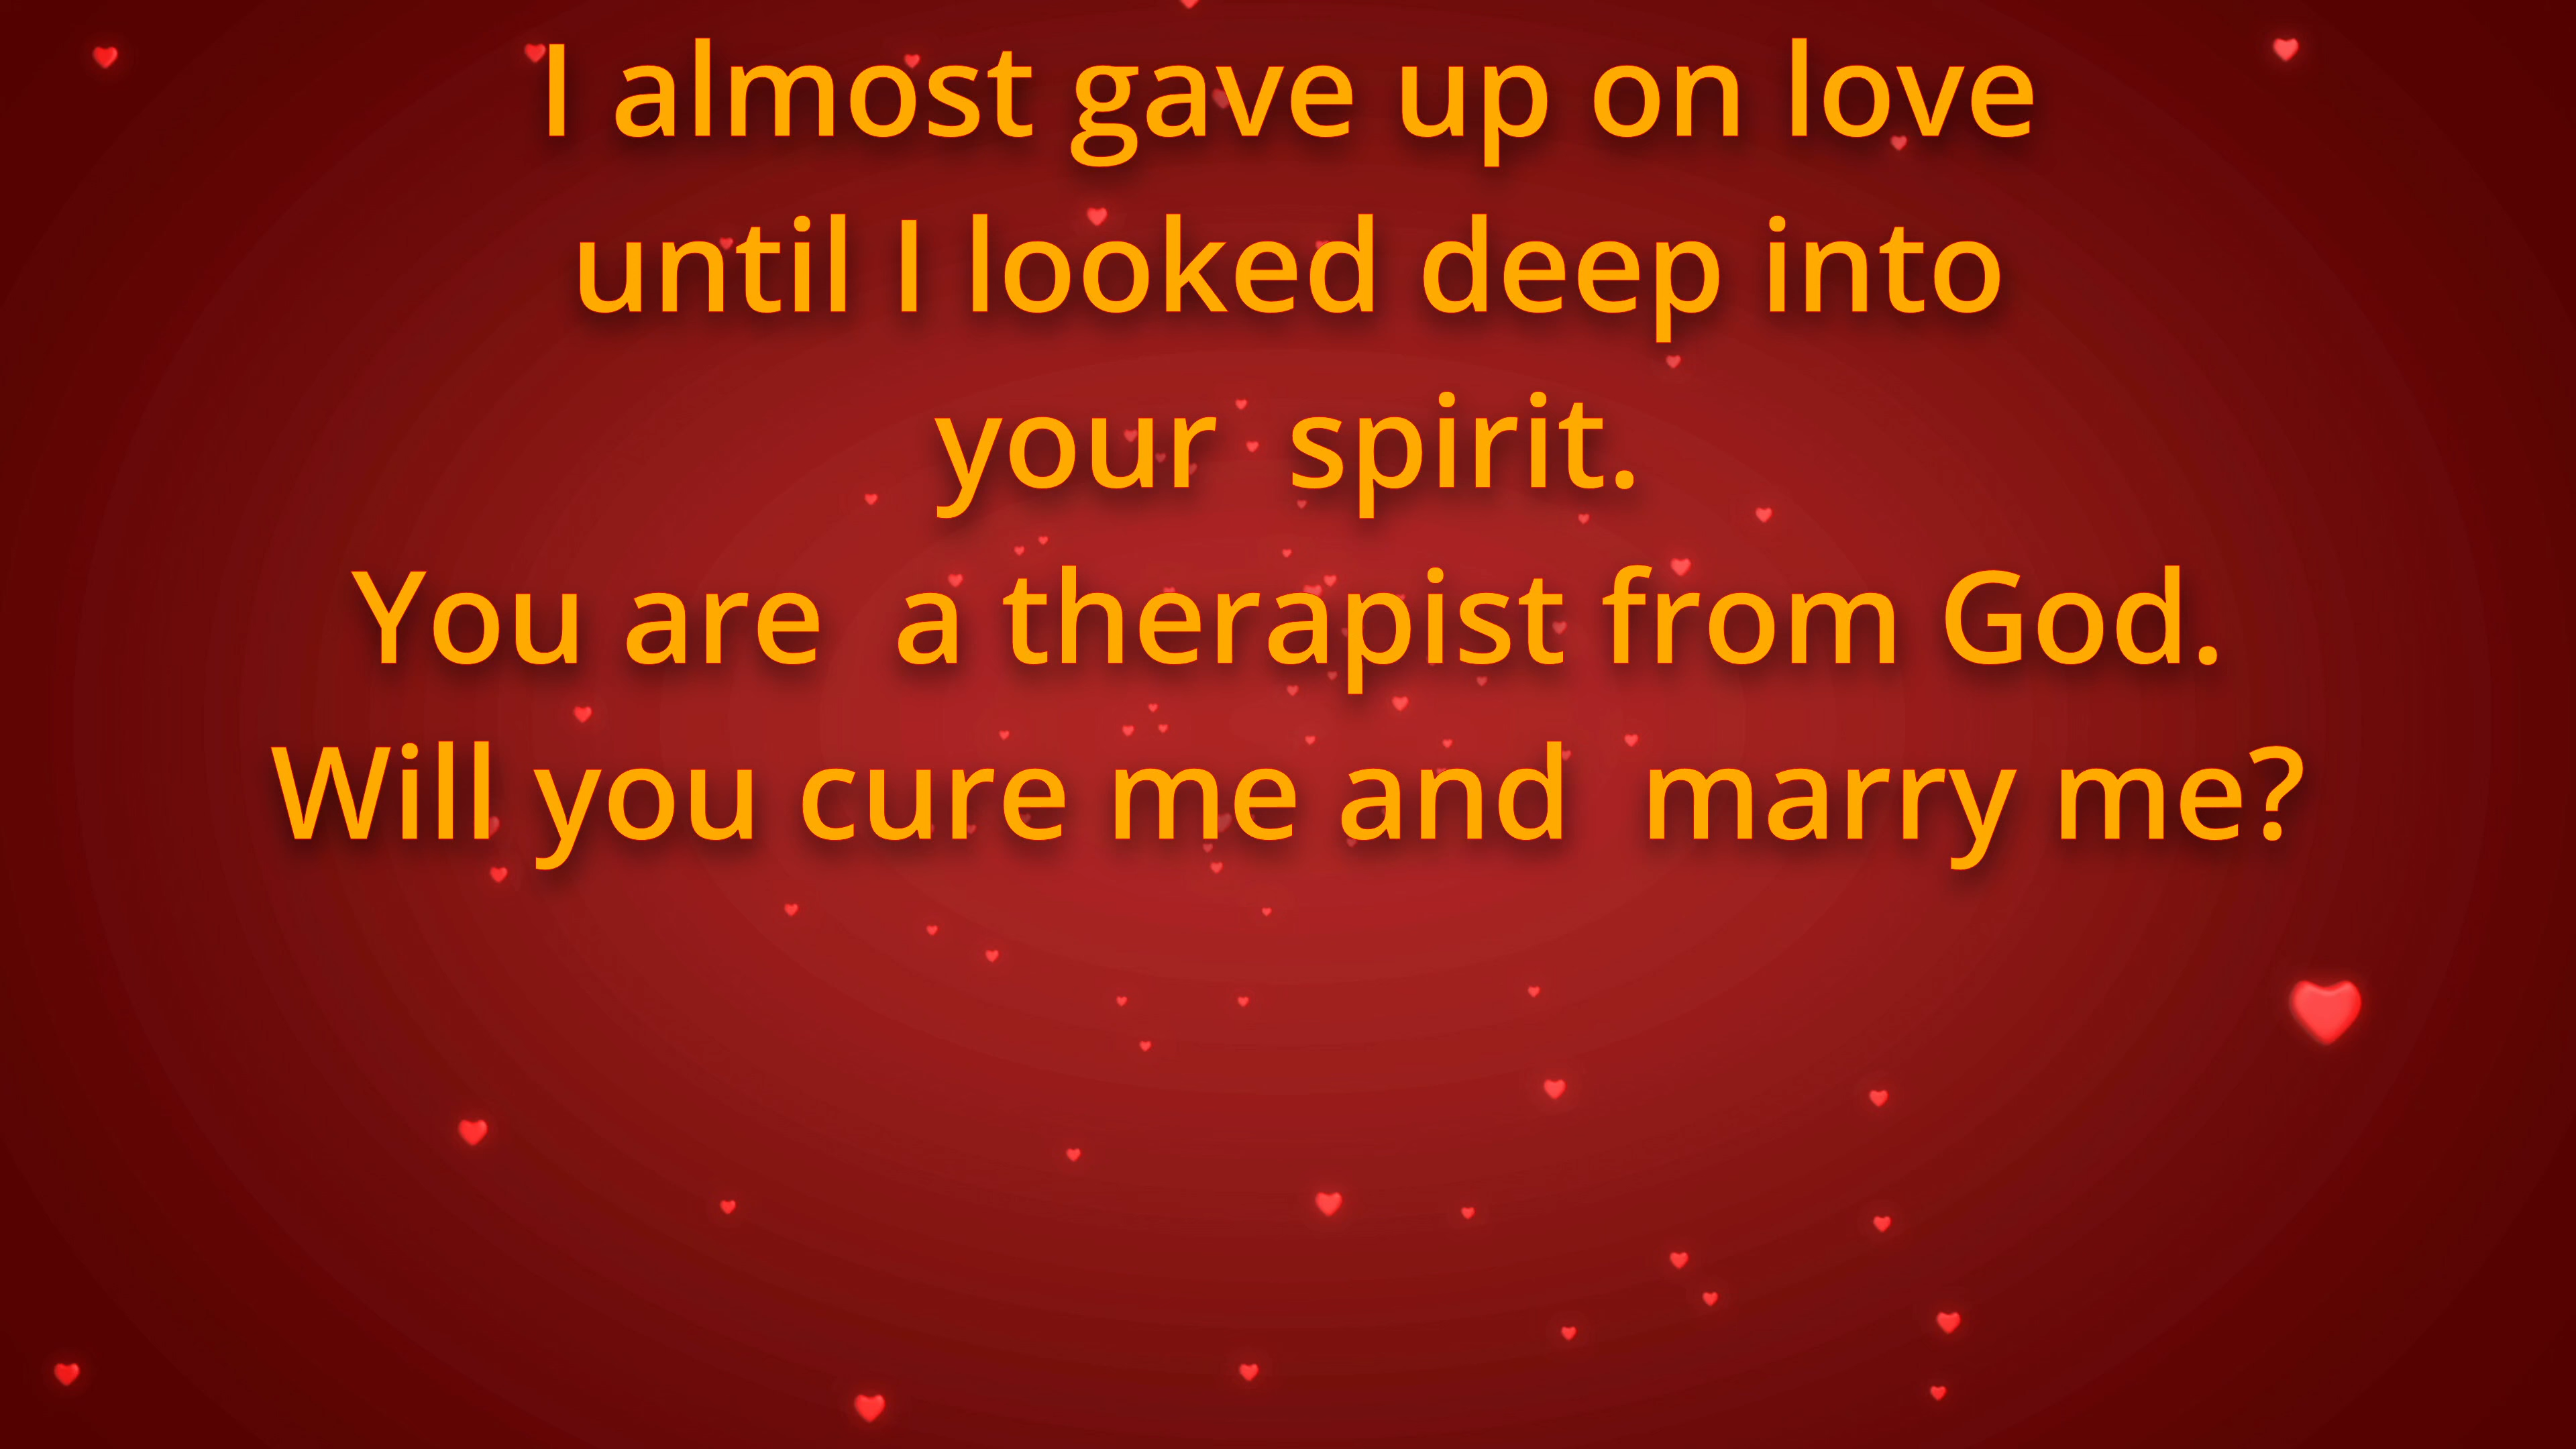 I almost gave up on love
until I looked deep into
your  spirit.
You are  a therapist from God.
Will you cure me and  marry me?